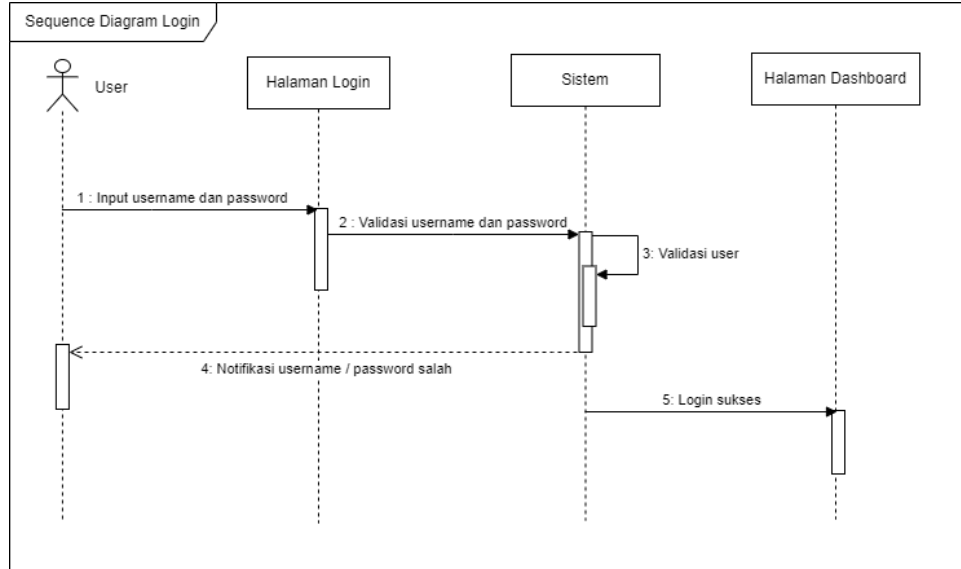 Sequence Diagram Login
User
Halaman Login
Sistem
Halaman Dashboard
1 : Input username dan password
2 : Validasi username dan password
3: Validasi user
4: Notifikasi username / password salah
5: Login sukses